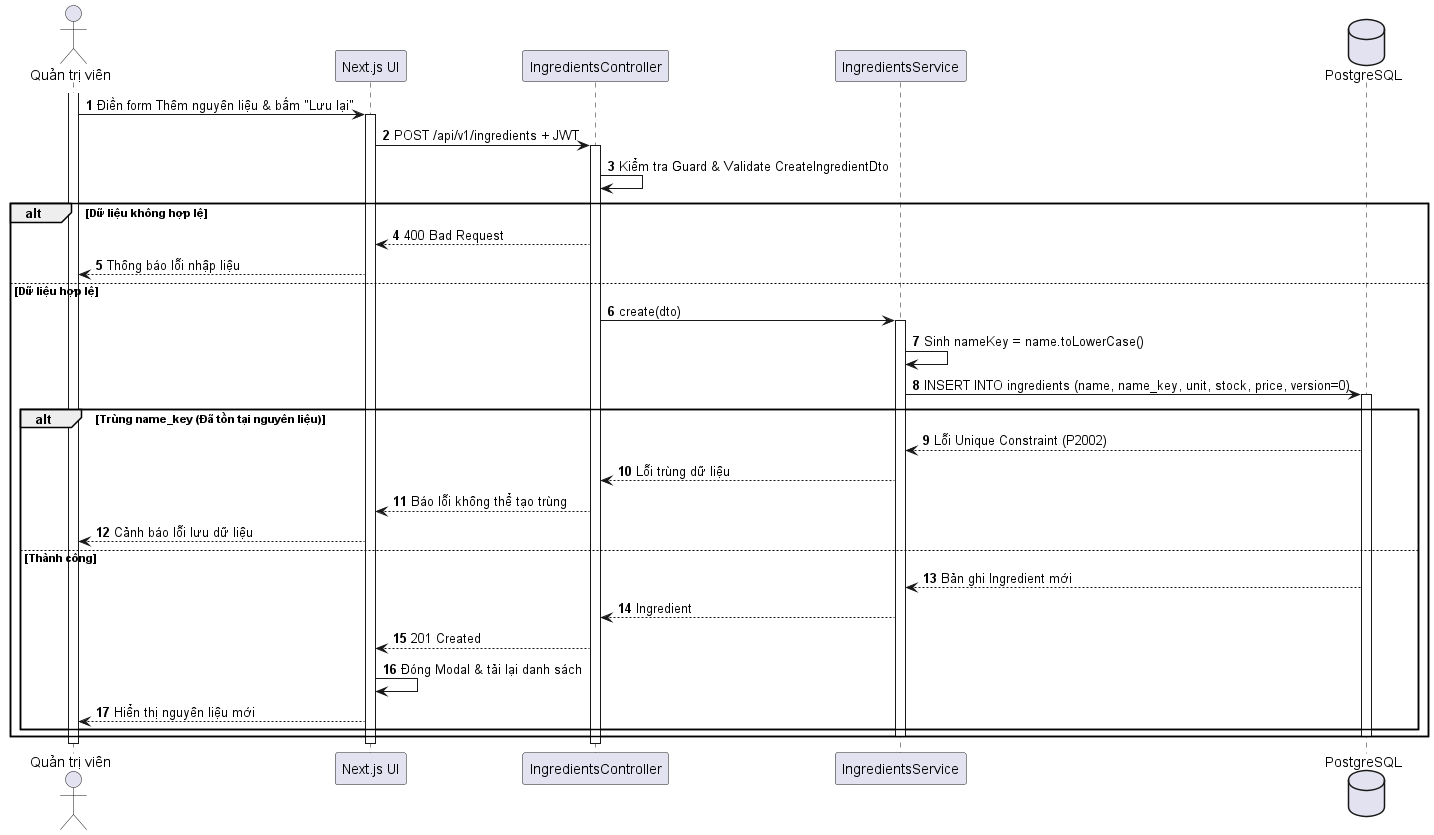 Quản trị viên
Next.js UI
IngredientsController
IngredientsService
PostgreSQL
1 Điền form Thêm nguyên liệu & bấm "Lưu lại"
2 POST /api/v1/ingredients + JWT
3 Kiểm tra Guard & Validate CreateIngredientDto
alt [Dữ liệu không hợp lệ]
4 400 Bad Request
5 Thông báo lỗi nhập liệu
[Dữ liệu hợp lệ]
6 create(dto)
7 Sinh nameKey = name.toLowerCase()
8 INSERT INTO ingredients (name, name_key, unit, stock, price, version=0)
alt [Trùng name_key (Đã tồn tại nguyên liệu)]
9 Lỗi Unique Constraint (P2002)
10 Lỗi trùng dữ liệu
11 Báo lỗi không thể tạo trùng
12 Cảnh báo lỗi lưu dữ liệu
[Thành công]
13 Bản ghi Ingredient mới
14 Ingredient
15 201 Created
16 Đóng Modal & tải lại danh sách
17 Hiển thị nguyên liệu mới
Quản trị viên
Next.js UI
IngredientsController
IngredientsService
PostgreSQL